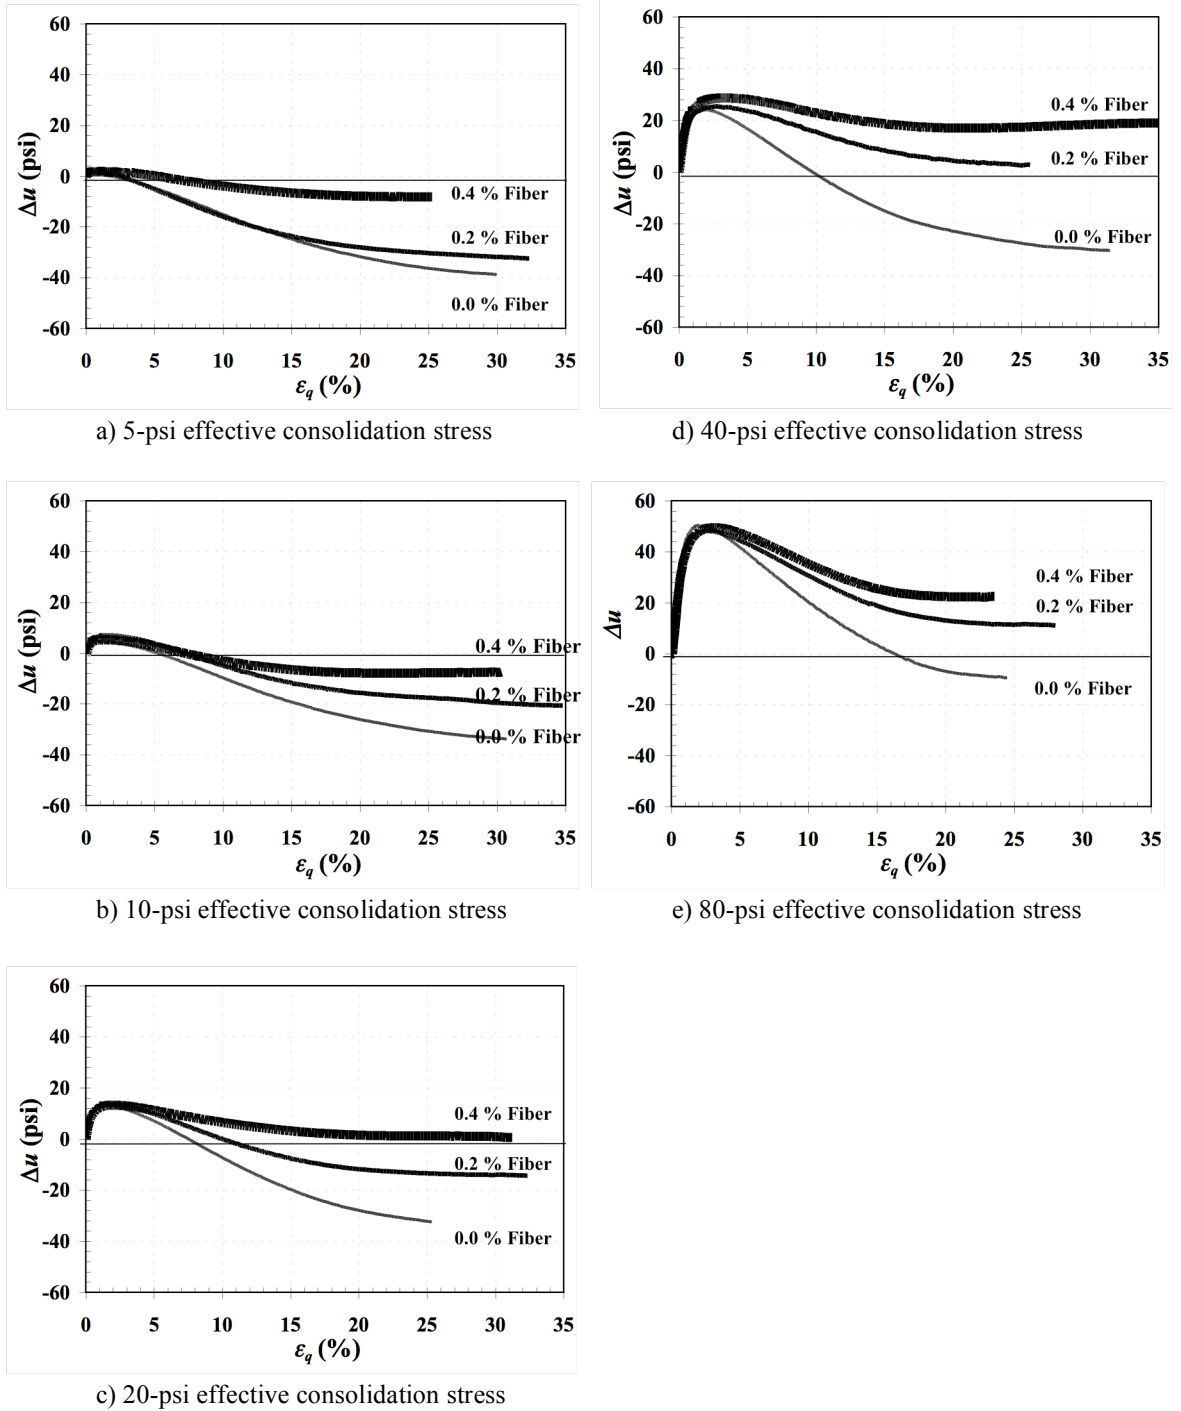 60
40
20
0
-20
-40
-60
Δu (psi)
0.4 % Fiber
0.2 % Fiber
0.0 % Fiber
0 5 10 15 20 25 30 35
εq (%)
a) 5-psi effective consolidation stress
60
40
20
0
-20
-40
-60
Δu (psi)
0.4 % Fiber
0.2 % Fiber
0.0 % Fiber
0 5 10 15 20 25 30 35
εq (%)
d) 40-psi effective consolidation stress
60
40
20
0
-20
-40
-60
Δu (psi)
0.4 % Fiber
0.2 % Fiber
0.0 % Fiber
0 5 10 15 20 25 30 35
εq (%)
b) 10-psi effective consolidation stress
60
40
20
0
-20
-40
-60
Δu
0.4 % Fiber
0.2 % Fiber
0.0 % Fiber
0 5 10 15 20 25 30 35
εq (%)
e) 80-psi effective consolidation stress
60
40
20
0
-20
-40
-60
Δu (psi)
0.4 % Fiber
0.2 % Fiber
0.0 % Fiber
0 5 10 15 20 25 30 35
εq (%)
c) 20-psi effective consolidation stress